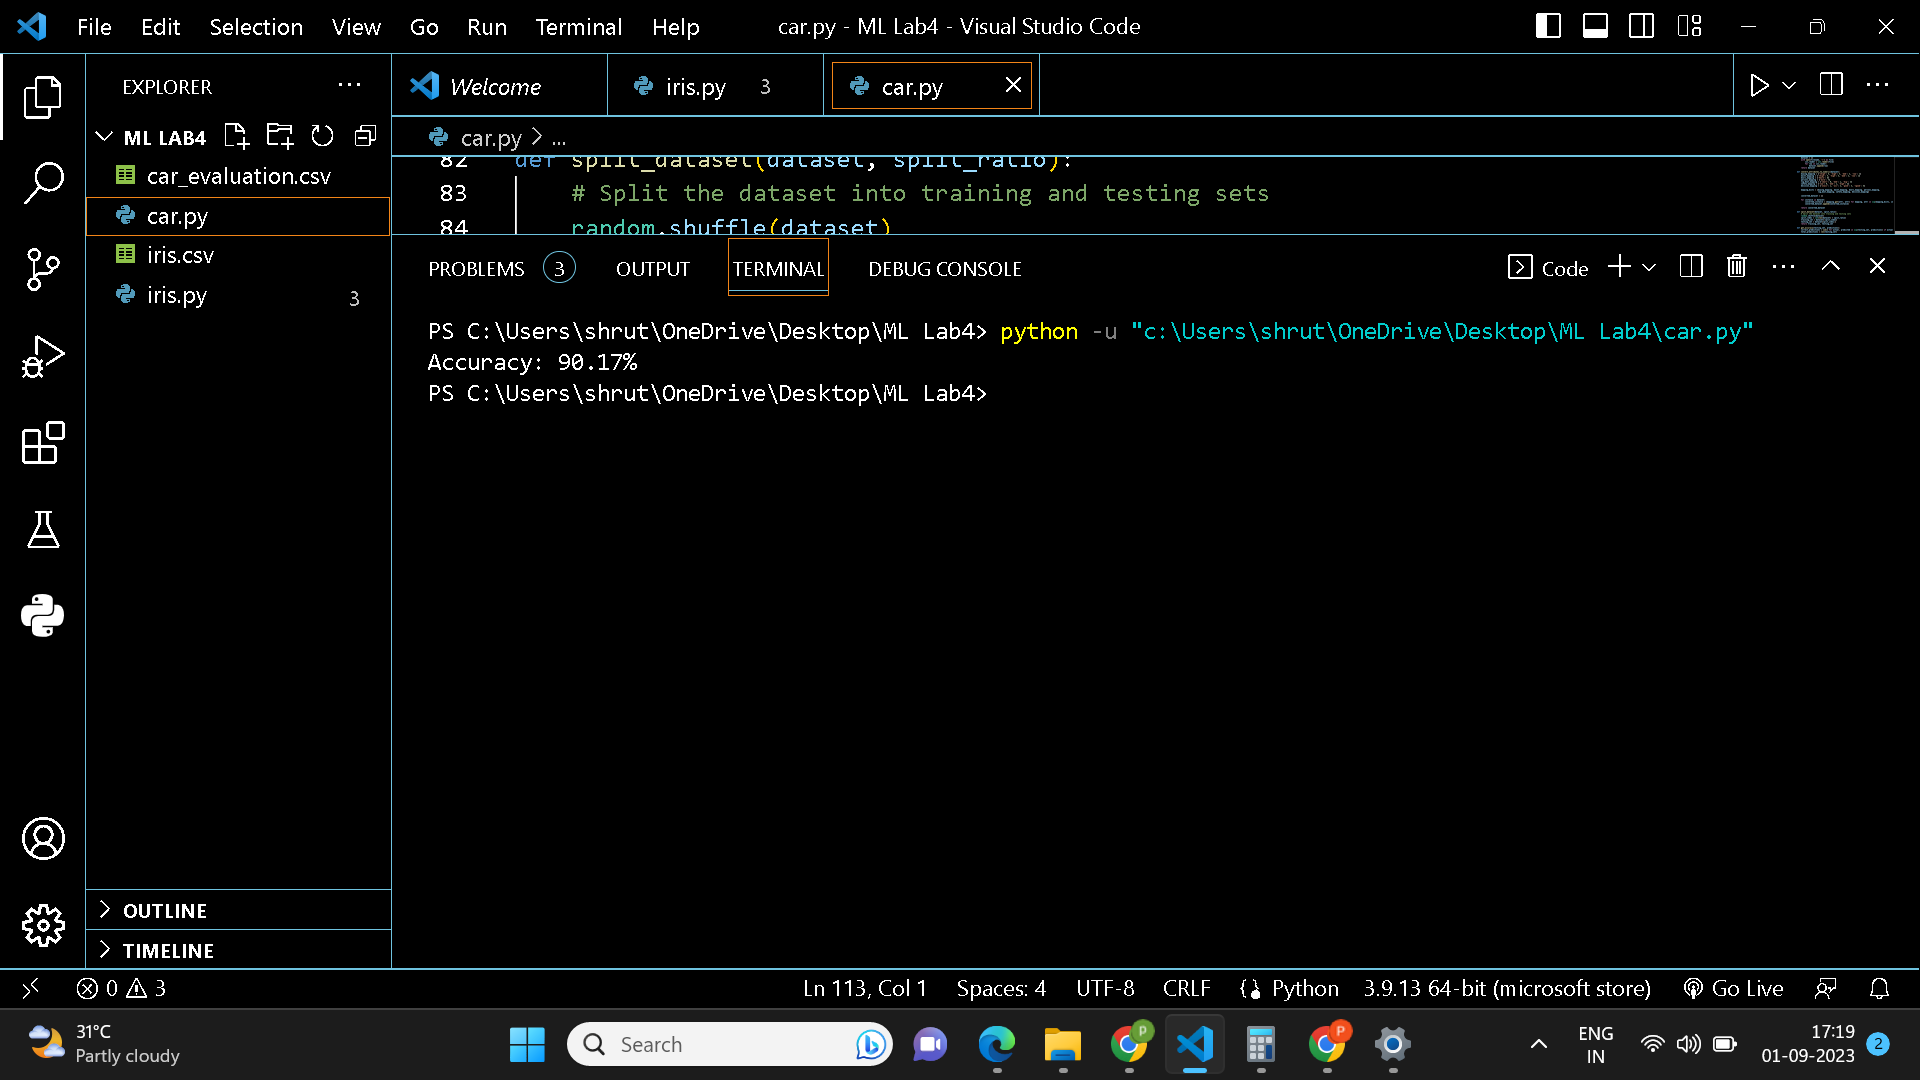 File Edit Selection View Go Run Terminal Help car.py - ML Lab4 - Visual Studio Code
EXPLORER
ML LAB4
car_evaluation.csv
car.py
iris.csv
iris.py 3
OUTLINE
TIMELINE
Welcome iris.py 3 car.py
car.py > ...
82 def split_dataset(dataset, split_ratio):
83 # Split the dataset into training and testing sets
84 random.shuffle(dataset)
PROBLEMS 3 OUTPUT TERMINAL DEBUG CONSOLE Code
PS C:\Users\shrut\OneDrive\Desktop\ML Lab4> python -u "c:\Users\shrut\OneDrive\Desktop\ML Lab4\car.py"
Accuracy: 90.17%
PS C:\Users\shrut\OneDrive\Desktop\ML Lab4>
0 3 Ln 113, Col 1 Spaces: 4 UTF-8 CRLF Python 3.9.13 64-bit (microsoft store) Go Live
31°C
Partly cloudy
Search
P
P
ENG
IN
17:19
01-09-2023
2